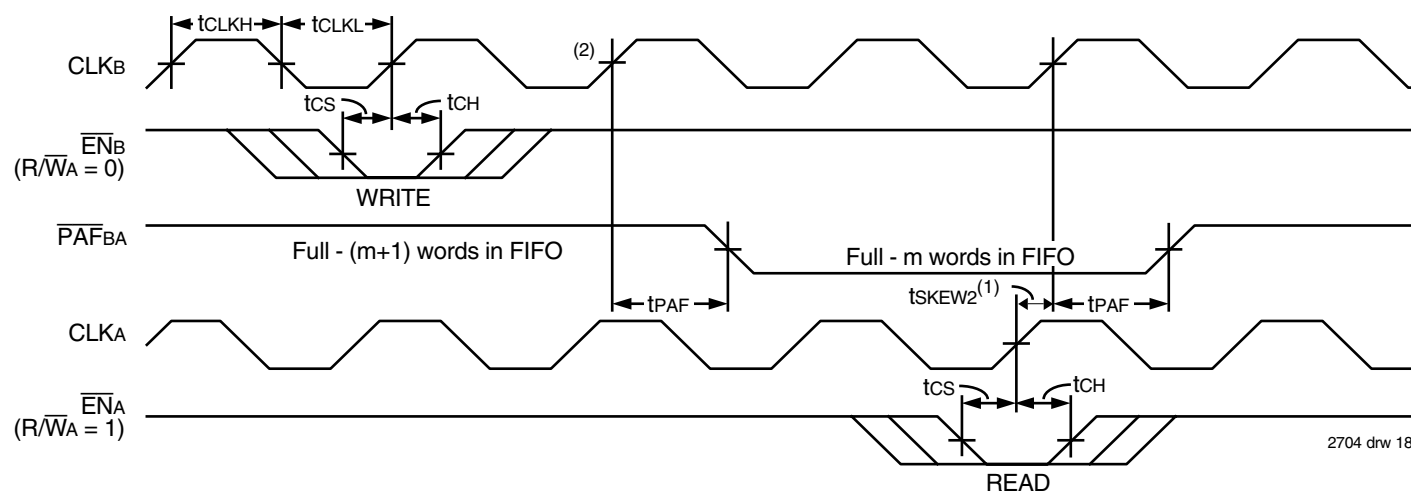 tCLKH tCLKL
(2)
CLKB
tCS tCH
ENB
(R/WA = 0)
WRITE
PAFBA
Full - (m+1) words in FIFO Full - m words in FIFO
tSKEW2(1)
tPAF tPAF
CLKA
tCS tCH
ENA
(R/WA = 1)
2704 drw 18
READ